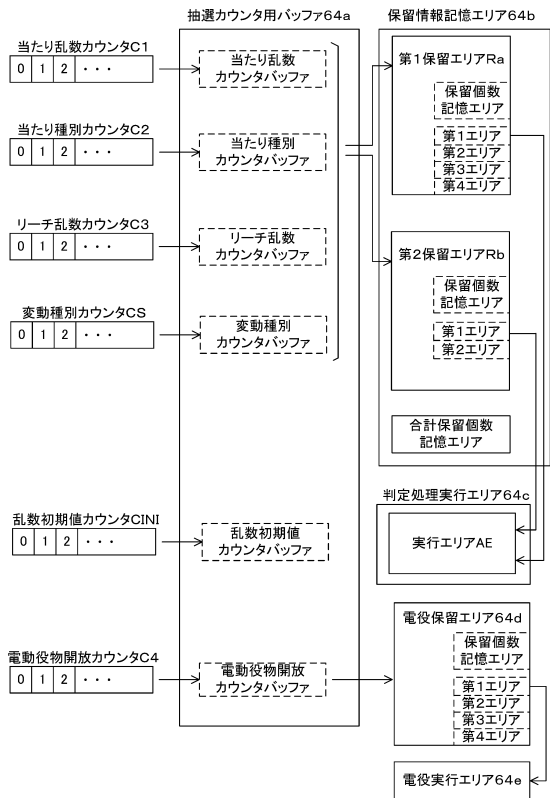 抽選カウンタ用バッファ64a
保留情報記憶エリア64b
当たり乱数カウンタC1
0 1 2 ・・・
当たり乱数
カウンタバッファ
当たり種別カウンタC2
0 1 2 ・・・
当たり種別
カウンタバッファ
リーチ乱数カウンタC3
0 1 2 ・・・
リーチ乱数
カウンタバッファ
変動種別カウンタCS
0 1 2 ・・・
変動種別
カウンタバッファ
第1保留エリアRa
保留個数
記憶エリア
第1エリア
第2エリア
第3エリア
第4エリア
第2保留エリアRb
保留個数
記憶エリア
第1エリア
第2エリア
合計保留個数
記憶エリア
判定処理実行エリア64c
実行エリアAE
乱数初期値カウンタCINI
0 1 2 ・・・
乱数初期値
カウンタバッファ
電動役物開放カウンタC4
0 1 2 ・・・
電動役物開放
カウンタバッファ
電役保留エリア64d
保留個数
記憶エリア
第1エリア
第2エリア
第3エリア
第4エリア
電役実行エリア64e